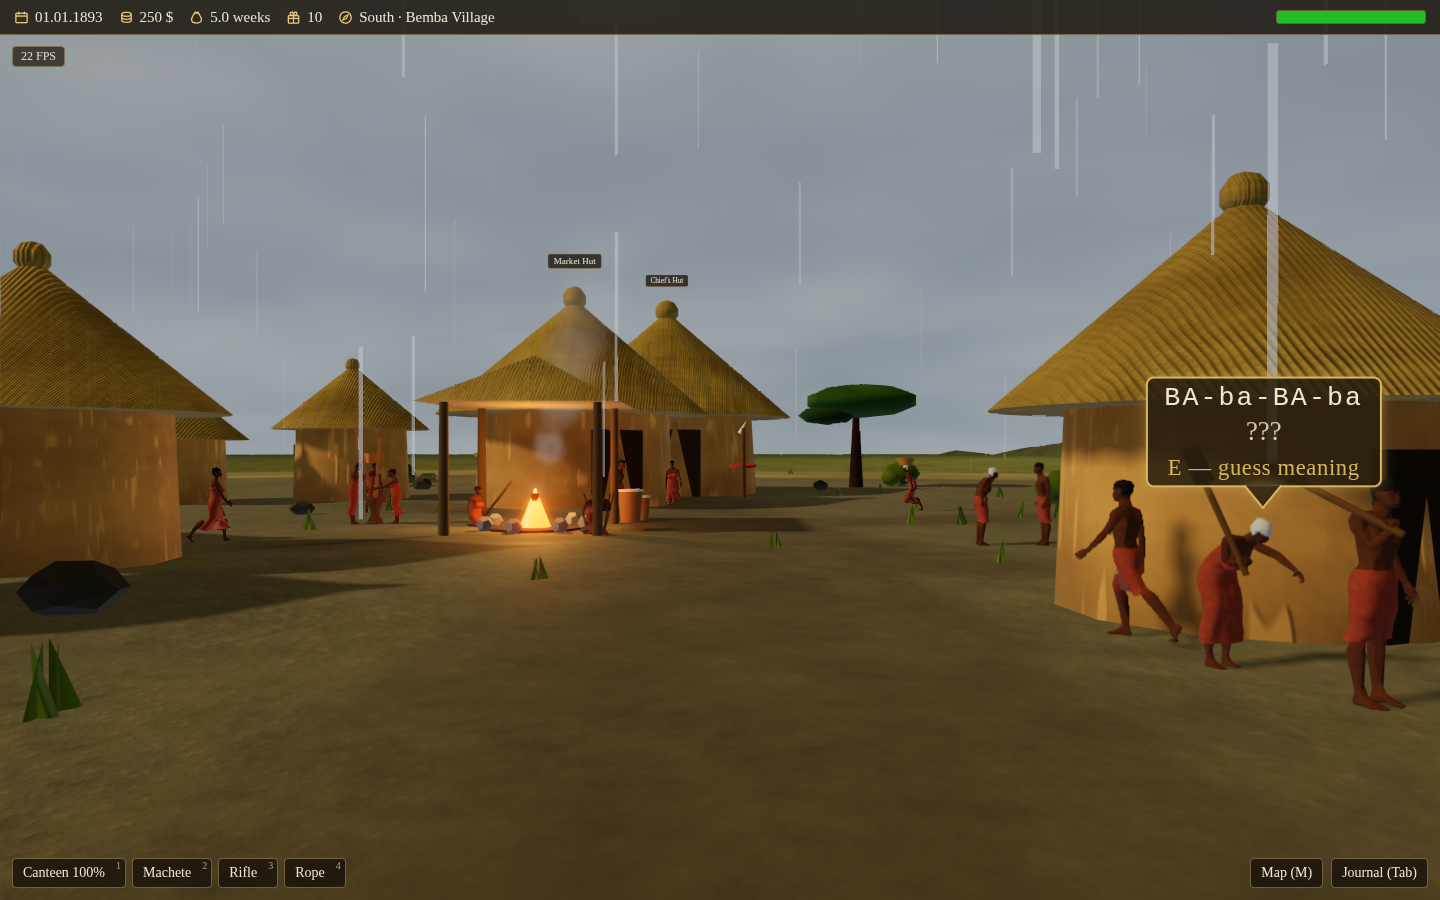 01.01.1893 250 $ 5.0 weeks 10 South · Bemba Village
22 FPS
Market Hut
Chief's Hut
BA-ba-BA-ba
???
E — guess meaning
Canteen 100% 1 Machete 2 Rifle 3 Rope 4 Map (M) Journal (Tab)